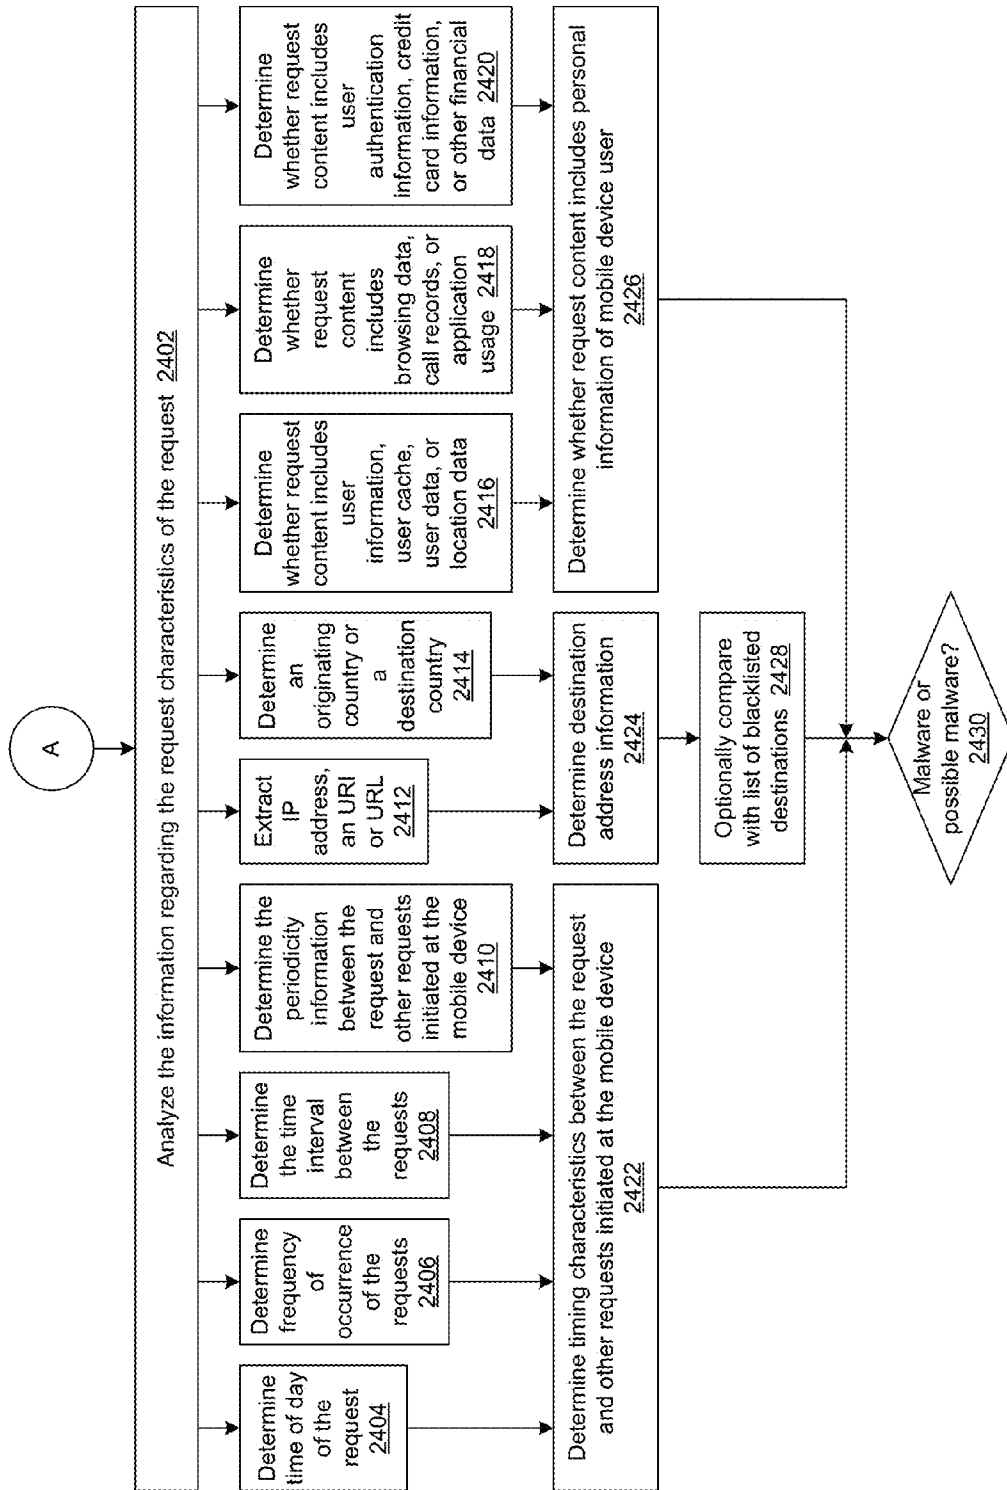 A
Analyze the information regarding the request characteristics of the request 2402
Determine
time of day
of the
request
2404
Determine
frequency
of
occurrence
of the
requests
2406
Determine
the time
interval
between
the
requests
2408
Determine the
periodicity
information
between the
request and
other requests
initiated at the
mobile device
2410
Extract
IP
address,
an URI
or URL
2412
Determine
an
originating
country or
a
destination
country
2414
Determine
whether request
content includes
user
information,
user cache,
user data, or
location data
2416
Determine
whether
request
content
includes
browsing data,
call records, or
application
usage 2418
Determine
whether request
content includes
user
authentication
information, credit
card information,
or other financial
data 2420
Determine timing characteristics between the request
and other requests initiated at the mobile device
2422
Determine destination
address information
2424
Determine whether request content includes personal
information of mobile device user
2426
Optionally compare
with list of blacklisted
destinations 2428
Malware or
possible malware?
2430